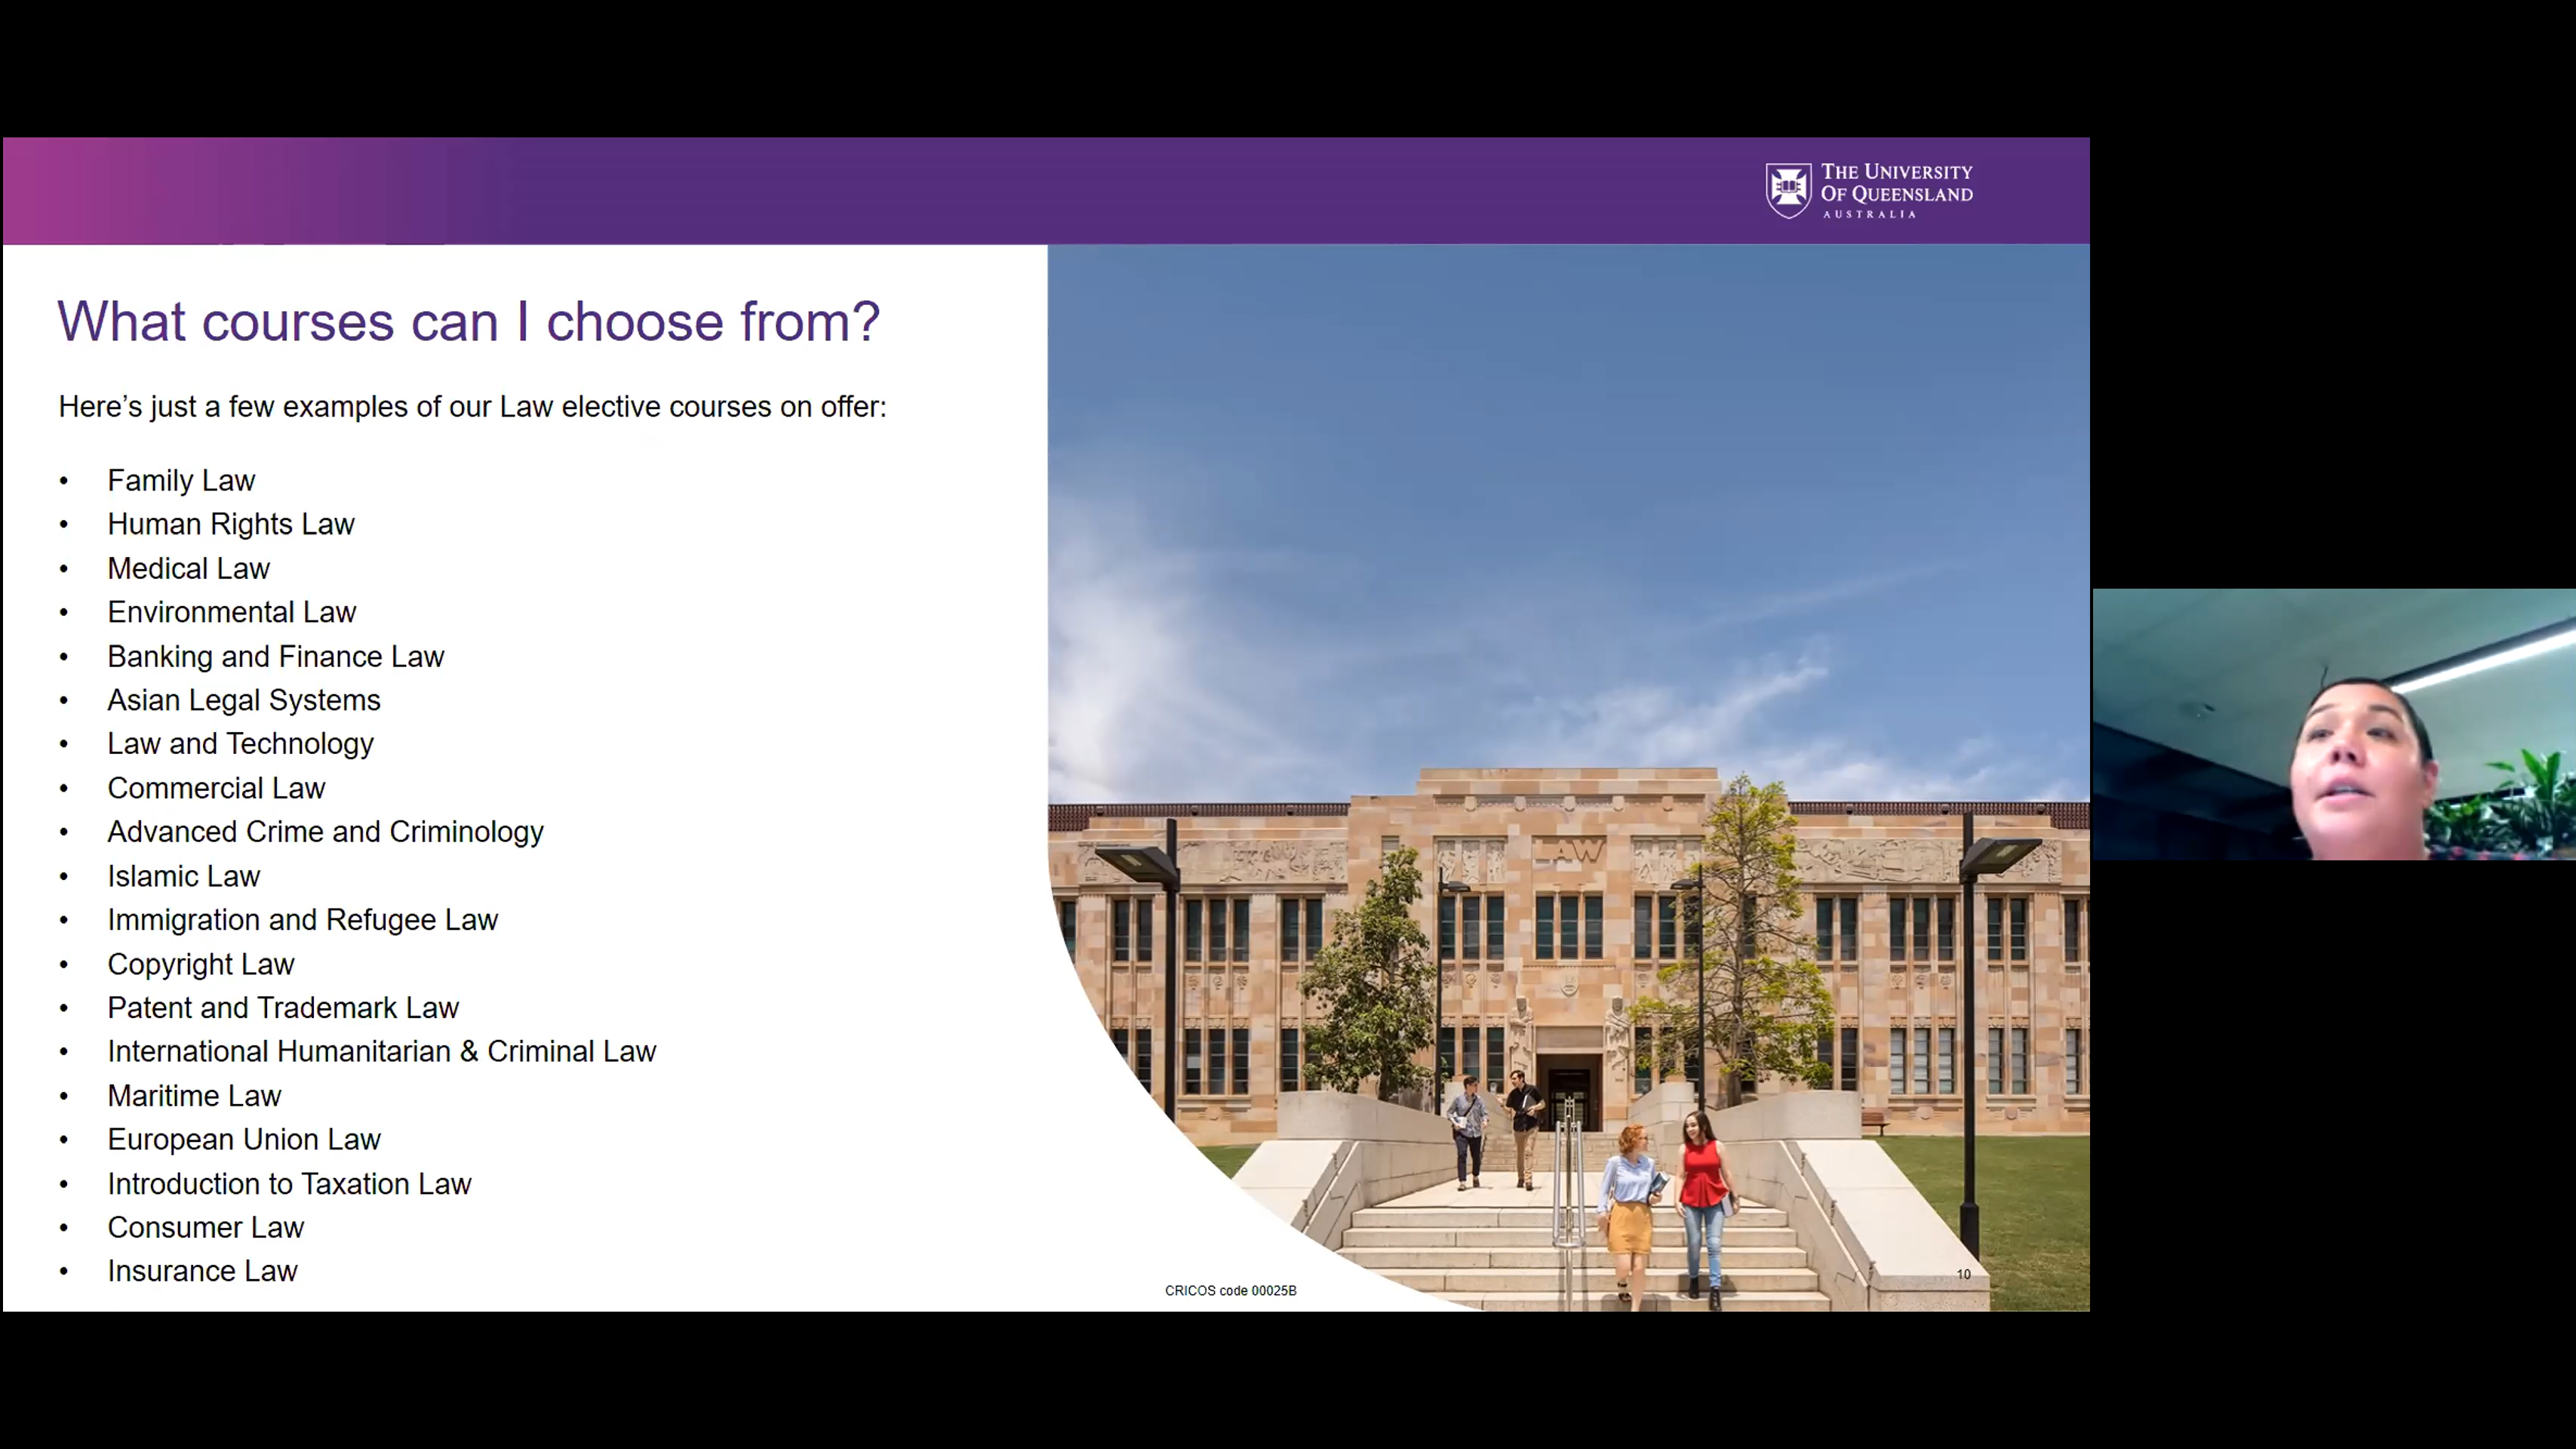 THE UNIVERSITY
OF QUEENSLAND
AUSTRALIA
What courses can I choose from?
Here’s just a few examples of our Law elective courses on offer:
• Family Law
• Human Rights Law
• Medical Law
• Environmental Law
• Banking and Finance Law
• Asian Legal Systems
• Law and Technology
• Commercial Law
• Advanced Crime and Criminology
• Islamic Law
• Immigration and Refugee Law
• Copyright Law
• Patent and Trademark Law
• International Humanitarian & Criminal Law
• Maritime Law
• European Union Law
• Introduction to Taxation Law
• Consumer Law
• Insurance Law
LAW
CRICOS code 00025B
10